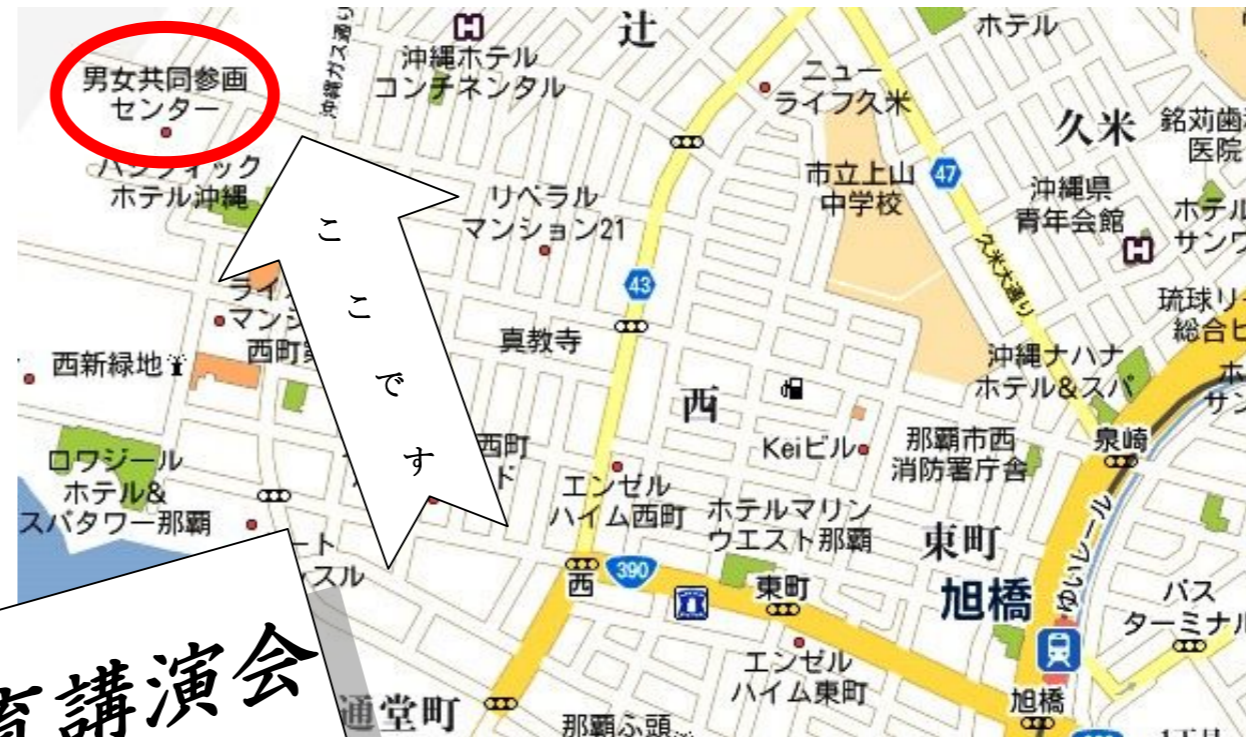 辻
ホテル
沖縄ガス通り
沖縄ホテル
コンチネンタル
男女共同参画
センター
ニュー
ライフ久米
久米
銘苅歯
医院
ホテル沖縄
リベラル
マンション21
市立上山
中学校
47
沖縄県
青年会館
ホテル
サンワ
久米大通り
43
こ
こ
で
す
マンシ
西町
真教寺
琉球リ
総合ビ
西新緑地
西
沖縄ナハナ
ホテル&スパ
Keiビル
那覇市西
消防署庁舎
泉崎
西町
ロワジール
ホテル&
スパタワー那覇
エンゼル
ハイム西町
ホテルマリン
ウエスト那覇
東町
ゆいレール
西
390
東町
旭橋
バス
ターミナル
エンゼル
ハイム東町
旭橋
講演会
通堂町
那覇ふ頭